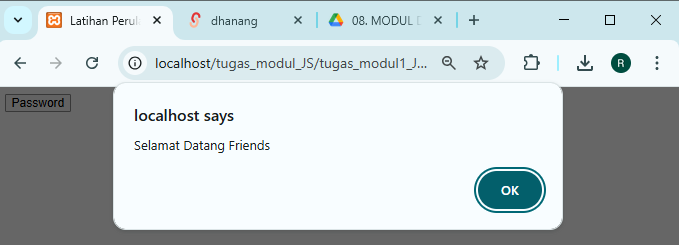 Latihan Perul
dhanang
08. MODUL D
localhost/tugas_modul_JS/tugas_modul1_J...
R
Password
localhost says
Selamat Datang Friends
OK